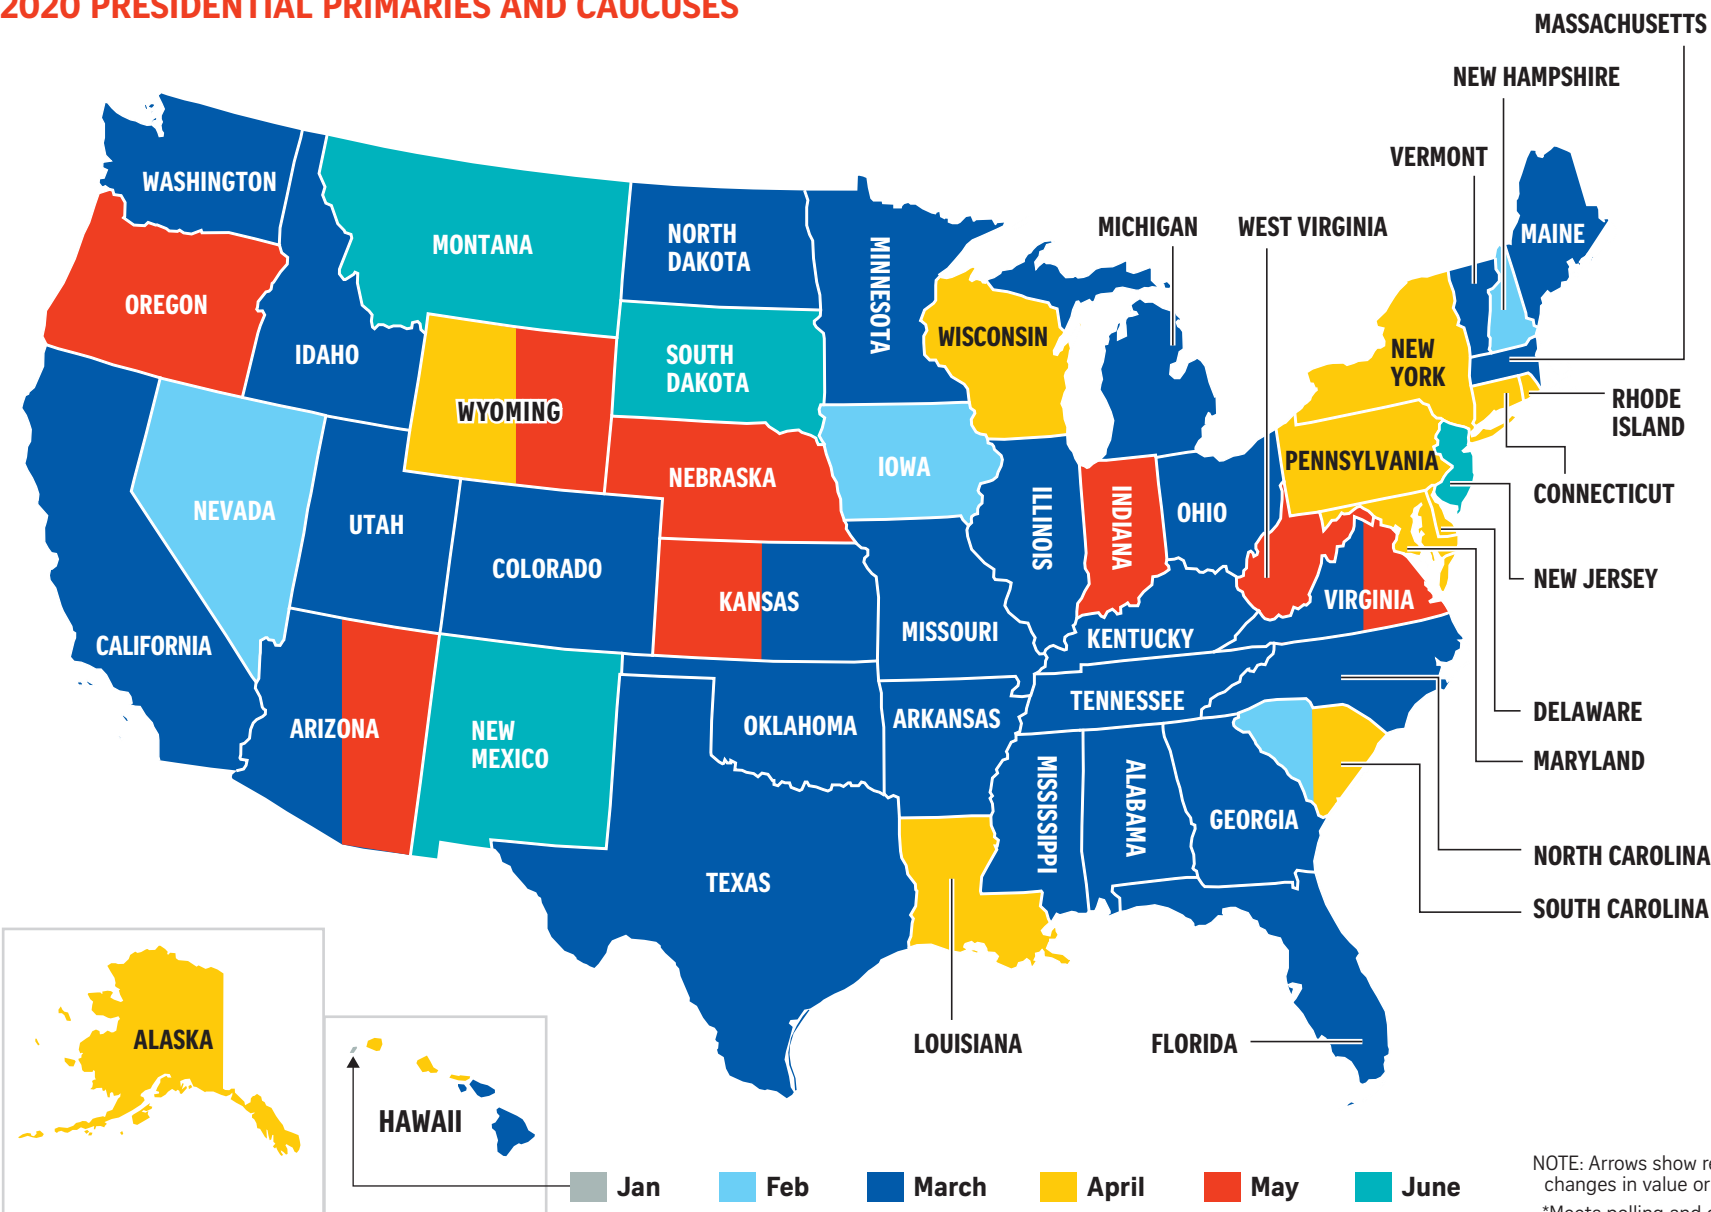 2020 PRESIDENTIAL PRIMARIES AND CAUCUSES
MASSACHUSETTS
NEW HAMPSHIRE
VERMONT
MICHIGAN
WEST VIRGINIA
WASHINGTON
MONTANA
NORTH
DAKOTA
MINNESOTA
MAINE
OREGON
IDAHO
WISCONSIN
SOUTH
DAKOTA
NEW
YORK
WYOMING
RHODE
ISLAND
NEBRASKA
IOWA
PENNSYLVANIA
CONNECTICUT
NEVADA
UTAH
ILLINOIS
INDIANA
OHIO
COLORADO
NEW JERSEY
KANSAS
VIRGINIA
CALIFORNIA
MISSOURI
KENTUCKY
TENNESSEE
DELAWARE
ARIZONA
NEW
MEXICO
OKLAHOMA
ARKANSAS
MARYLAND
MISSISSIPPI
ALABAMA
GEORGIA
NORTH CAROLINA
TEXAS
SOUTH CAROLINA
ALASKA
LOUISIANA
FLORIDA
HAWAII
Jan
Feb
March
April
May
June
NOTE: Arrows show
changes in value or